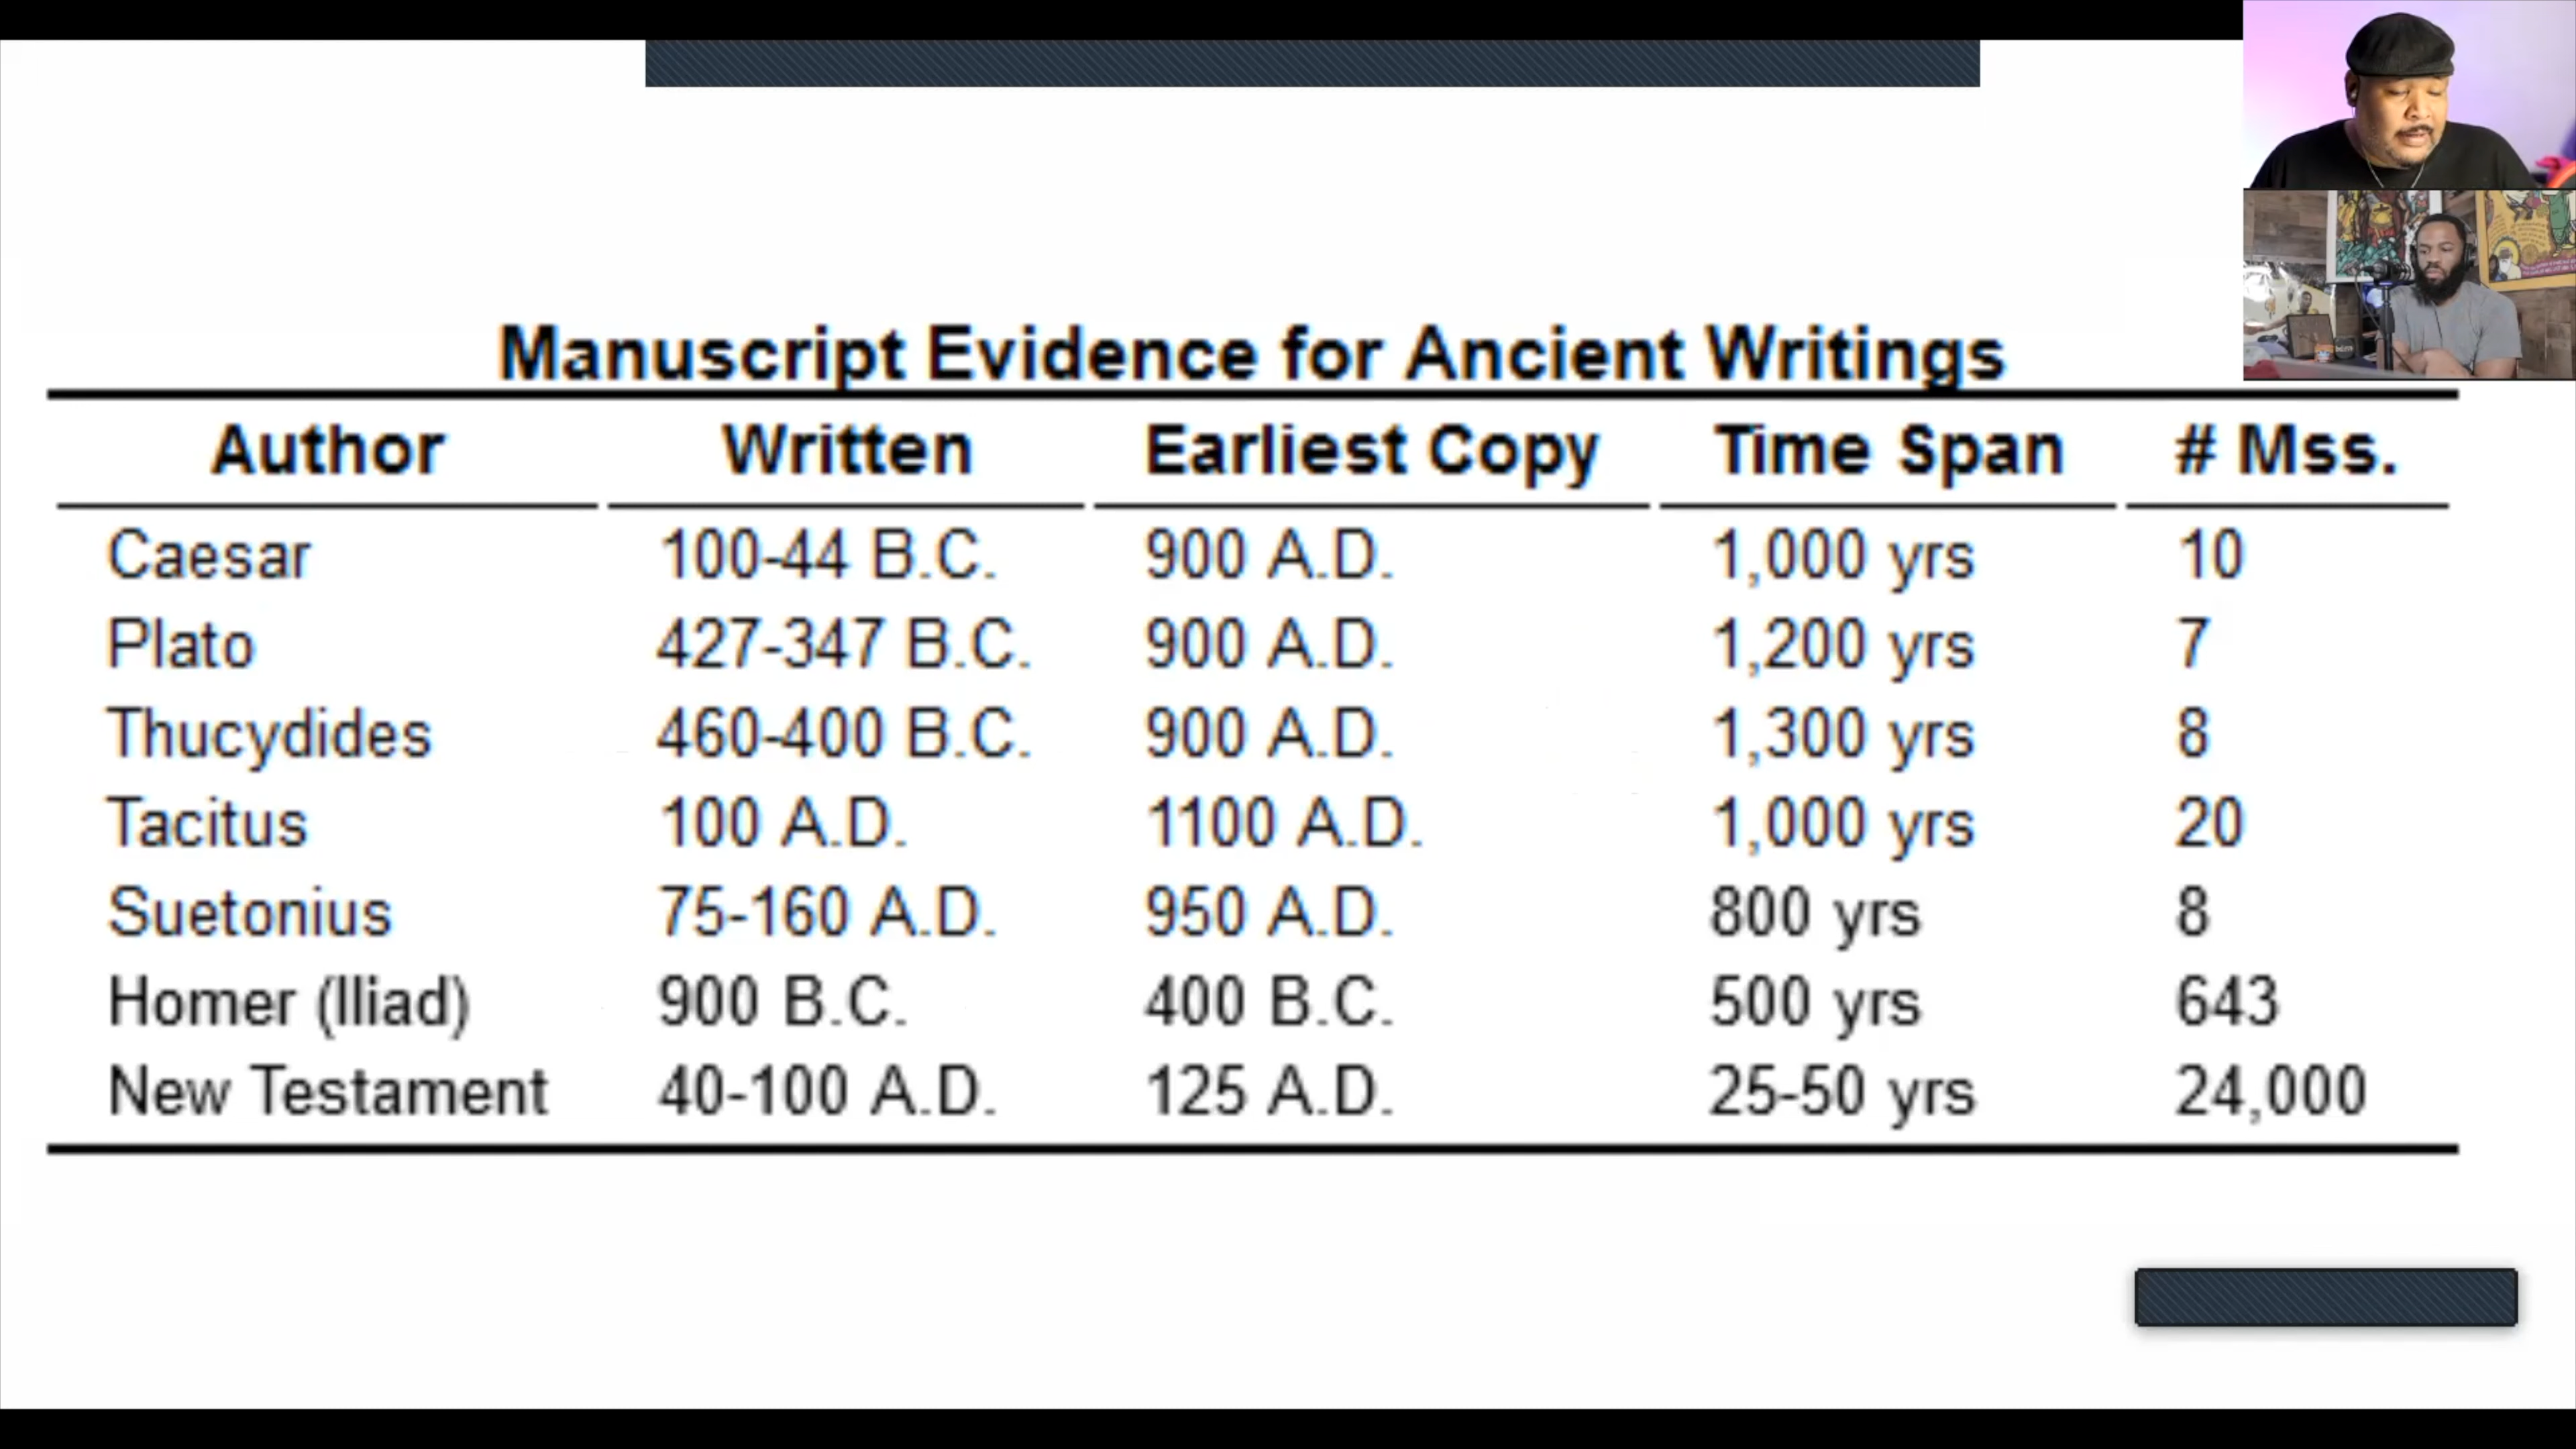 Manuscript Evidence for Ancient Writings
Author Written Earliest Copy Time Span # Mss.
Caesar 100-44 B.C. 900 A.D. 1,000 yrs 10
Plato 427-347 B.C. 900 A.D. 1,200 yrs 7
Thucydides 460-400 B.C. 900 A.D. 1,300 yrs 8
Tacitus 100 A.D. 1100 A.D. 1,000 yrs 20
Suetonius 75-160 A.D. 950 A.D. 800 yrs 8
Homer (Iliad) 900 B.C. 400 B.C. 500 yrs 643
New Testament 40-100 A.D. 125 A.D. 25-50 yrs 24,000